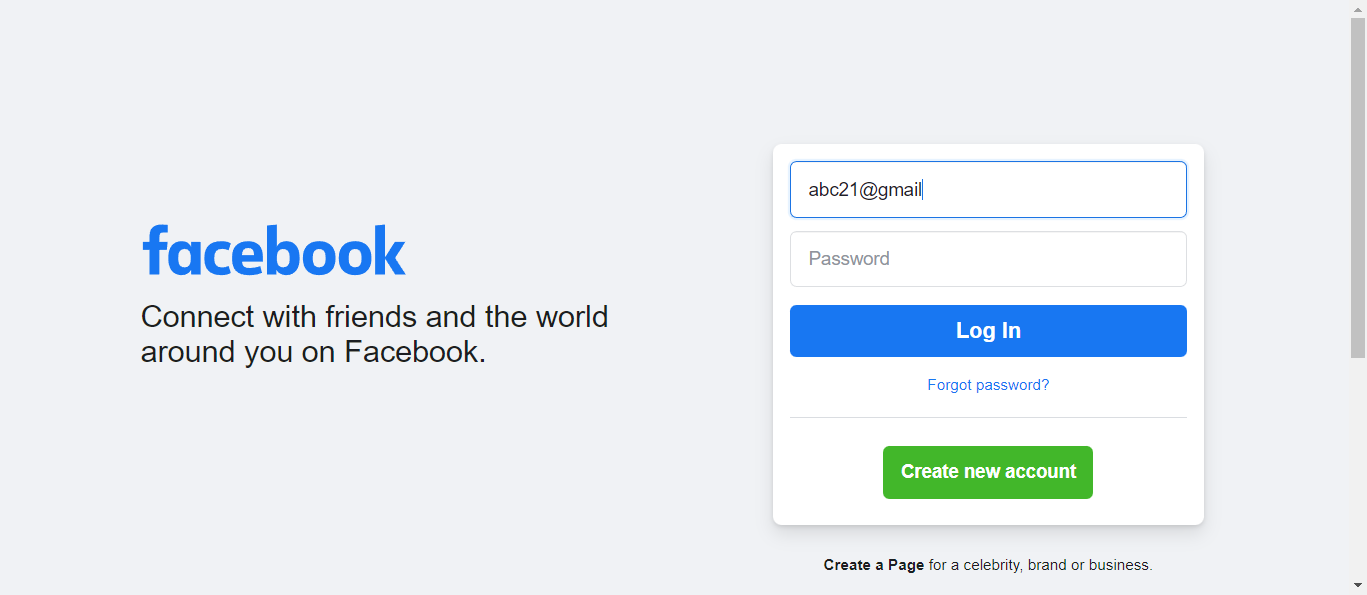 facebook
Connect with friends and the world
around you on Facebook.
abc21@gmail
Password
Log In
Forgot password?
Create new account
Create a Page for a celebrity, brand or business.